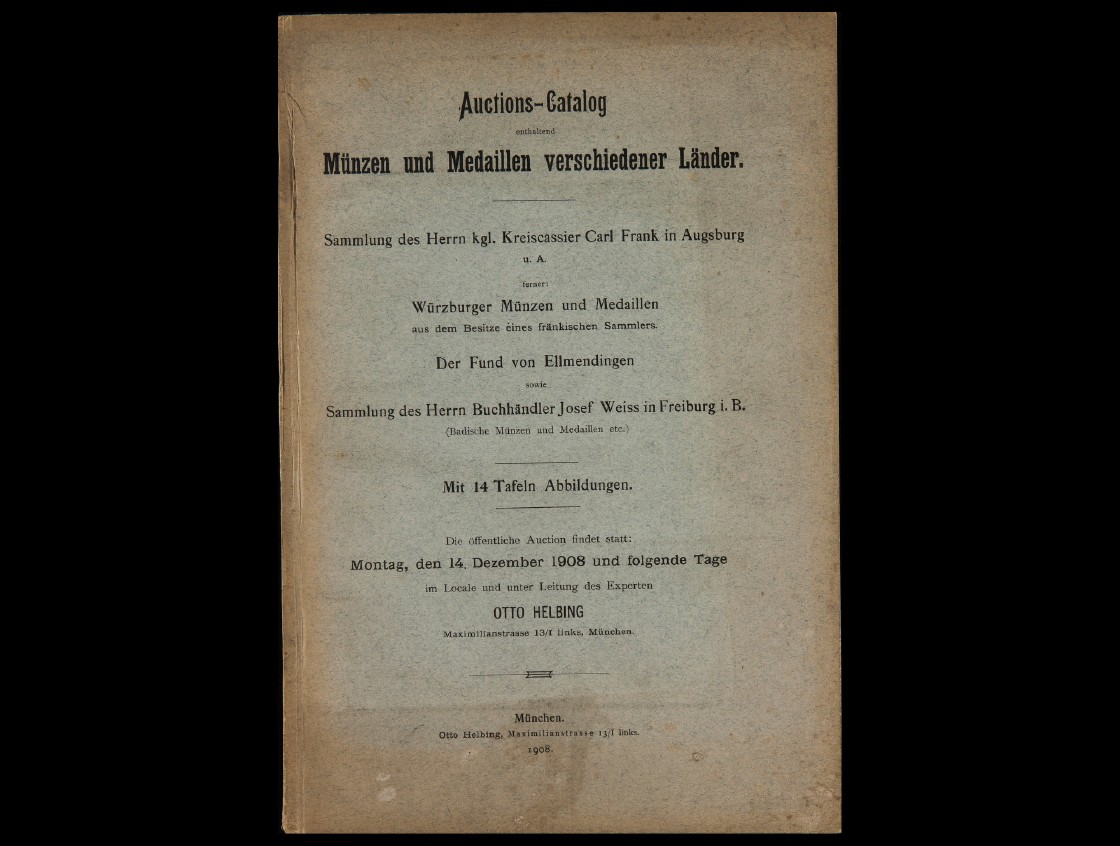 Auctions-Catalog
enthaltend
Münzen und Medaillen verschiedener Länder.
Sammlung des Herrn kgl. Kreiscassier Carl Frank in Augsburg
u. A.
ferner:
Würzburger Münzen und Medaillen
aus dem Besitze eines fränkischen Sammlers.
Der Fund von Ellmendingen
sowie
Sammlung des Herrn Buchhändler Josef Weiss in Freiburg i. B.
(Badische Münzen und Medaillen etc.)
Mit 14 Tafeln Abbildungen.
Die öffentliche Auction findet statt:
Montag, den 14. Dezember 1908 und folgende Tage
im Locale und unter Leitung des Experten
OTTO HELBING
Maximilianstrasse 13/I links, München.
München.
Otto Helbing, Maximilianstrasse 13/I links.
1908.